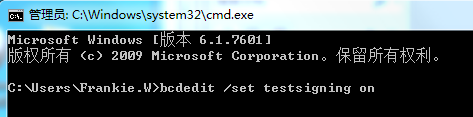 管理员: C:\Windows\system32\cmd.exe
Microsoft Windows [版本 6.1.7601]
版权所有 (c) 2009 Microsoft Corporation。保留所有权利。
C:\Users\Frankie.W>bcdedit /set testsigning on